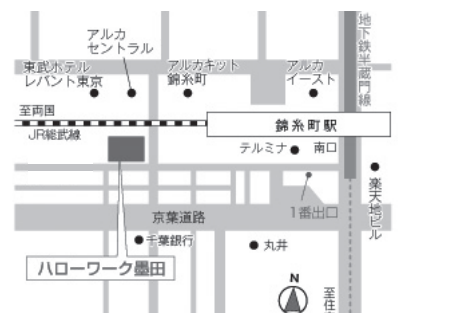 アルカ
セントラル
東武ホテル
レバント東京
アルカキット
錦糸町
アルカ
イースト
地下鉄半蔵門線
至両国
JR総武線
錦糸町駅
テルミナ
南口
楽天地ビル
1番出口
京葉道路
千葉銀行
丸井
ハローワーク墨田
N
至住